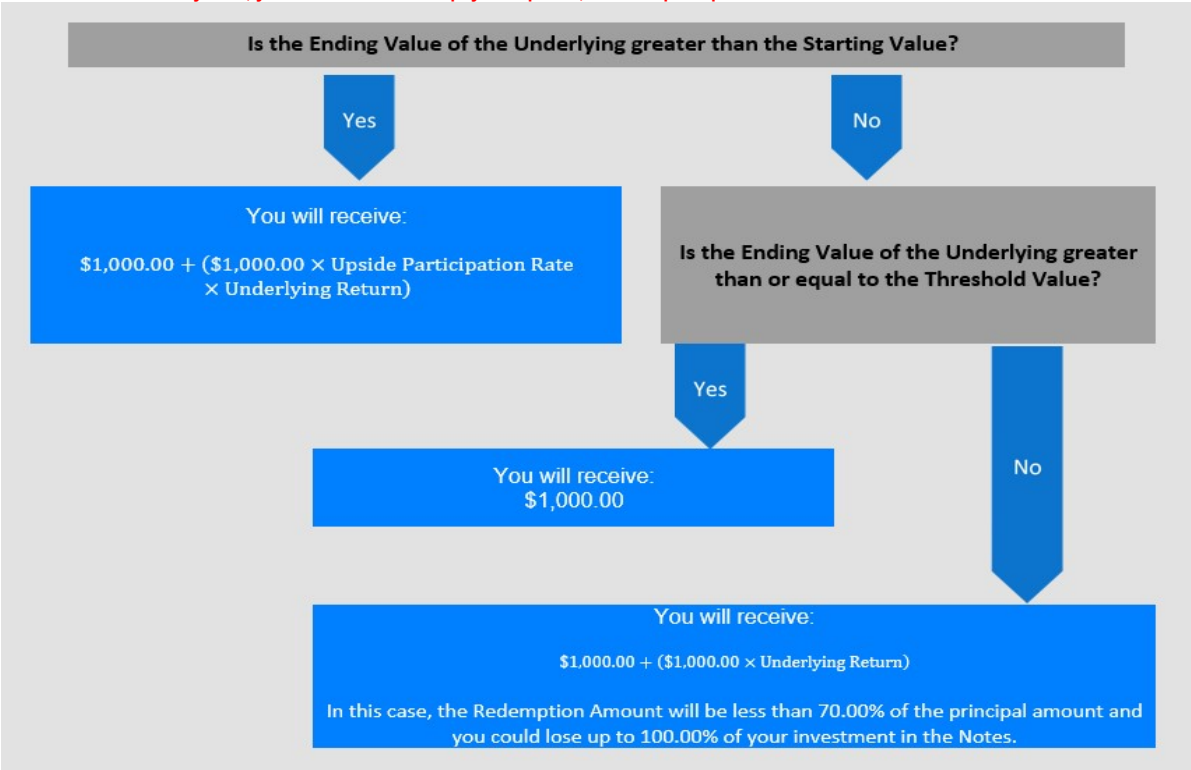 Is the Ending Value of the Underlying greater than the Starting Value?
Yes
No
You will receive:
$1,000.00 + ($1,000.00 × Upside Participation Rate
× Underlying Return)
Is the Ending Value of the Underlying greater
than or equal to the Threshold Value?
Yes
No
You will receive:
$1,000.00
You will receive:
$1,000.00 + ($1,000.00 × Underlying Return)
In this case, the Redemption Amount will be less than 70.00% of the principal amount and
you could lose up to 100.00% of your investment in the Notes.